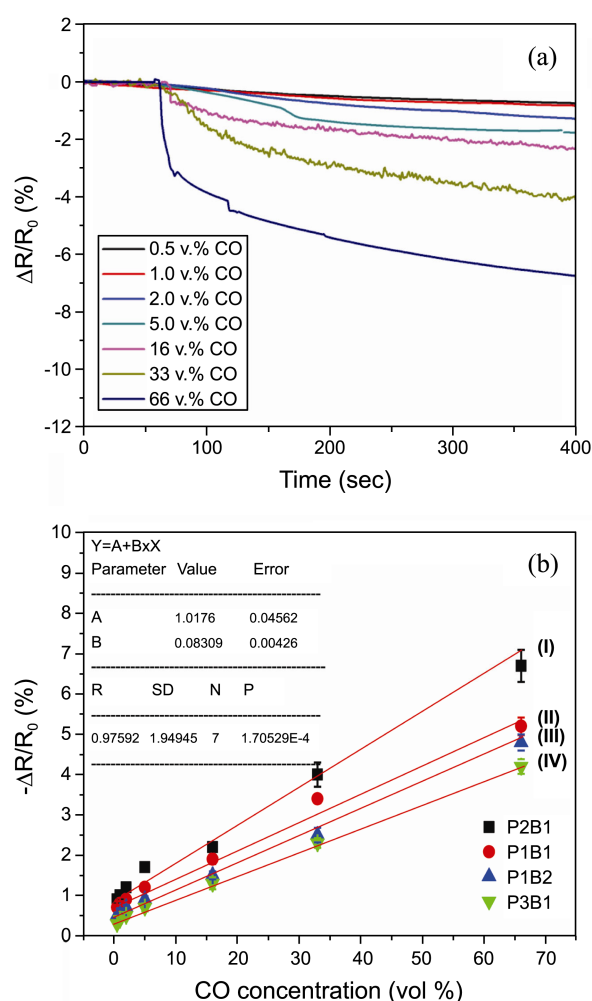 (a)
2
0
-2
-4
-6
-8
-10
-12
ΔR/R0 (%)
0.5 v.% CO
1.0 v.% CO
2.0 v.% CO
5.0 v.% CO
16 v.% CO
33 v.% CO
66 v.% CO
0 100 200 300 400
Time (sec)
(b)
10
9
8
7
6
5
4
3
2
1
0
-ΔR/R0 (%)
Y=A+BxX
Parameter Value Error
A 1.0176 0.04562
B 0.08309 0.00426
R SD N P
0.97592 1.94945 7 1.70529E-4
(I)
(II)
(III)
(IV)
P2B1
P1B1
P1B2
P3B1
0 10 20 30 40 50 60 70
CO concentration (vol %)